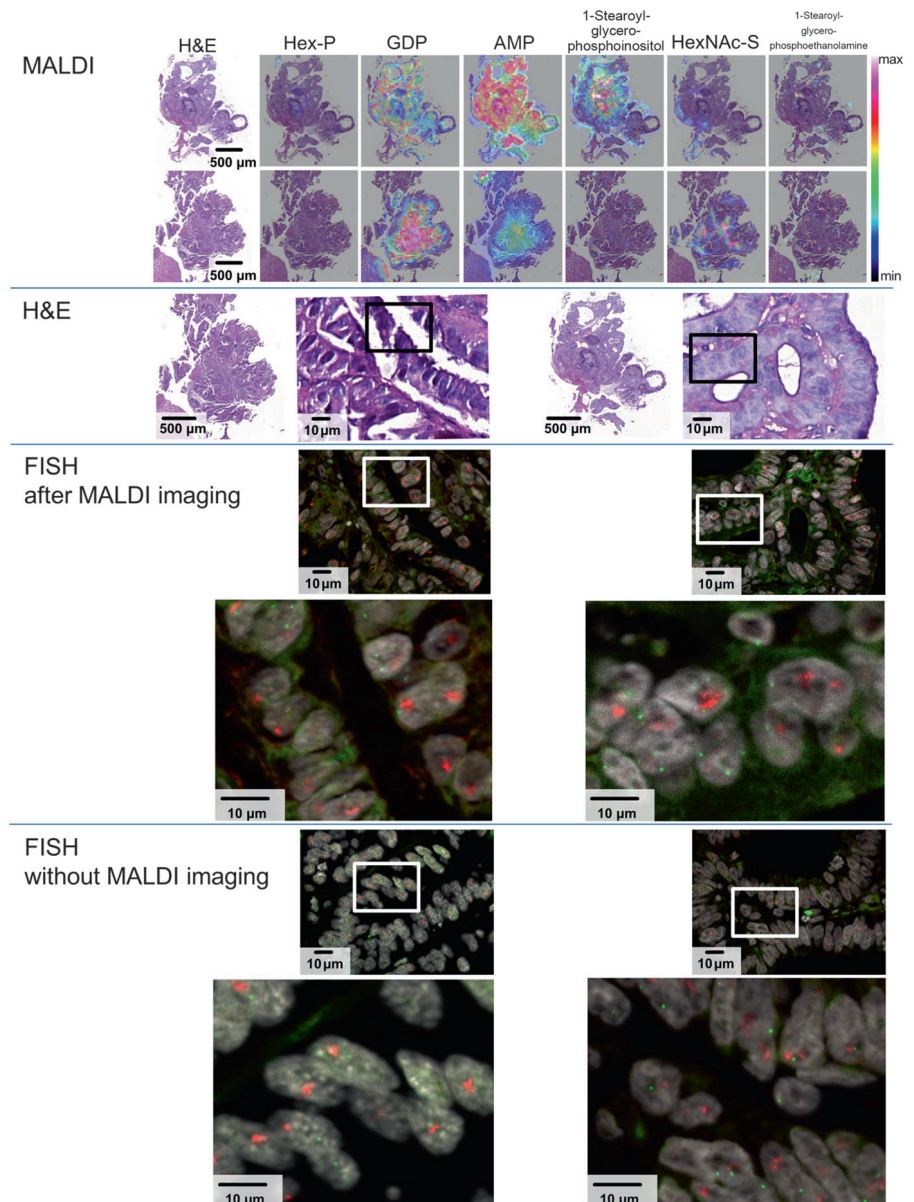 MALDI
H&E
Hex-P
GDP
AMP
1-Stearoyl-
glycero-
phosphoinositol
HexNAc-S
1-Stearoyl-
glycero-
phosphoethanolamine
max
500 µm
500 µm
min
H&E
500 µm
10 µm
500 µm
10 µm
FISH
after MALDI imaging
10 µm
10 µm
10 µm
10 µm
FISH
without MALDI imaging
10 µm
10 µm
10 µm
10 µm